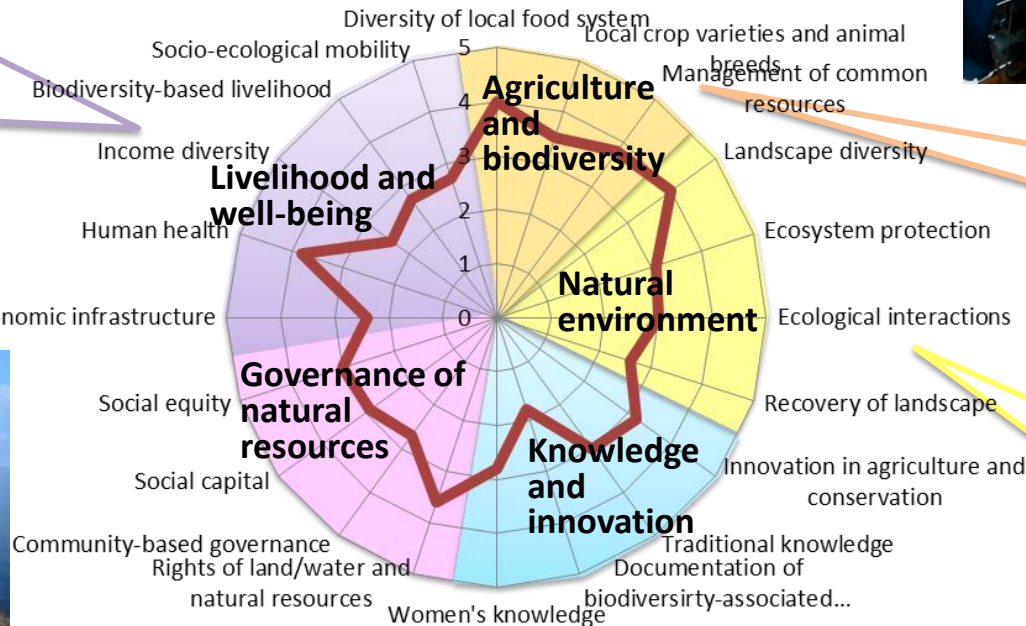 Diversity of local food system
Local crop varieties and animal
breeds
Management of common
resources
Landscape diversity
Ecosystem protection
Ecological interactions
Recovery of landscape
Innovation in agriculture and
conservation
Traditional knowledge
Documentation of
biodiversirty-associated...
Women's knowledge
Rights of land/water and
natural resources
Community-based governance
Social capital
Social equity
nomic infrastructure
Human health
Income diversity
Biodiversity-based livelihood
Socio-ecological mobility
5
4
3
2
1
0
Agriculture
and
biodiversity
Natural
environment
Knowledge
and
innovation
Governance of
natural
resources
Livelihood and
well-being